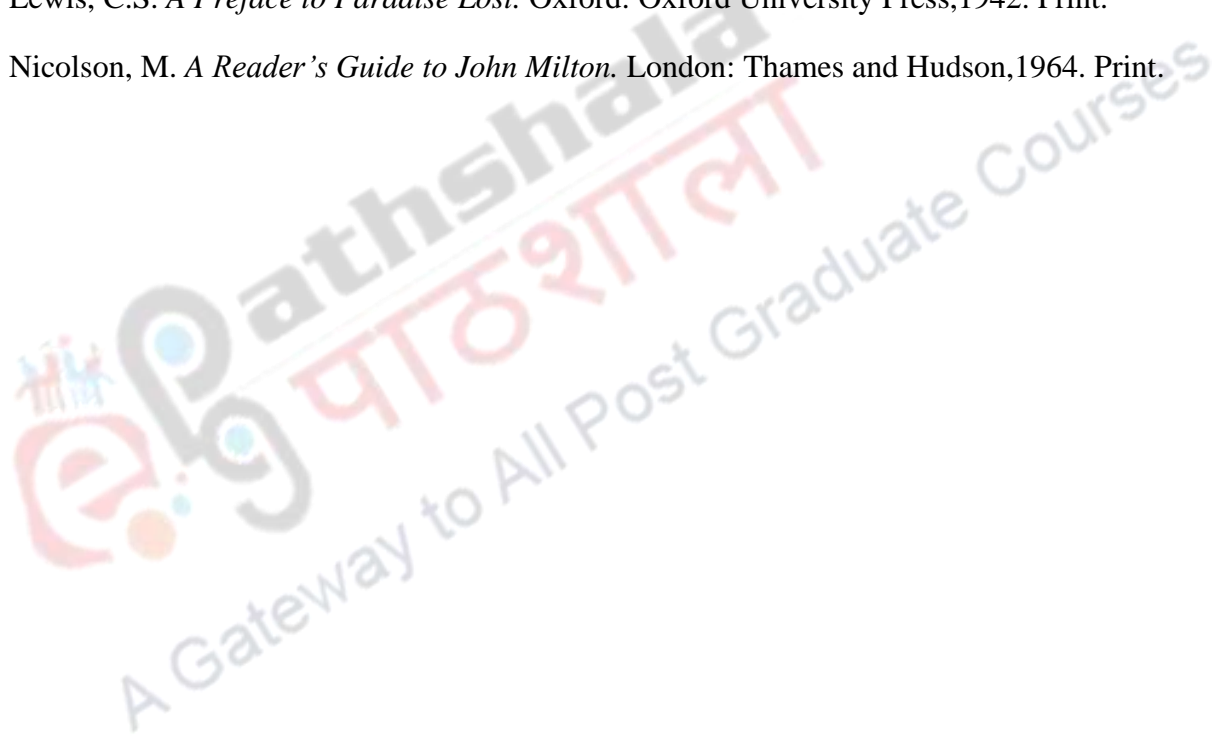 Lewis, C.S. A Preface to Paradise Lost. Oxford: Oxford University Press,1942. Print.
Nicolson, M. A Reader’s Guide to John Milton. London: Thames and Hudson,1964. Print.
ePathshala
पाठशाला
A Gateway to All Post Graduate Courses